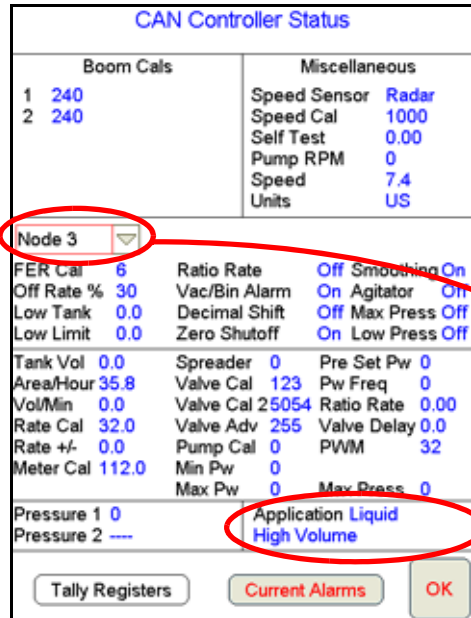 CAN Controller Status
Boom Cals
1 240
2 240
Miscellaneous
Speed Sensor Radar
Speed Cal 1000
Self Test 0.00
Pump RPM 0
Speed 7.4
Units US
Node 3
FER Cal 6 Ratio Rate Off Smoothing On
Off Rate % 30 Vac/Bin Alarm On Agitator Off
Low Tank 0.0 Decimal Shift Off Max Press Off
Low Limit 0.0 Zero Shutoff On Low Press Off
Tank Vol 0.0 Spreader 0 Pre Set Pw 0
Area/Hour 35.8 Valve Cal 123 Pw Freq 0
Vol/Min 0.0 Valve Cal 2 5054 Ratio Rate 0.00
Rate Cal 32.0 Valve Adv 255 Valve Delay 0.0
Rate +/- 0.0 Pump Cal 0 PWM 32
Meter Cal 112.0 Min Pw 0
Max Pw 0 Max Press 0
Pressure 1 0
Pressure 2 ----
Application Liquid
High Volume
Tally Registers Current Alarms OK